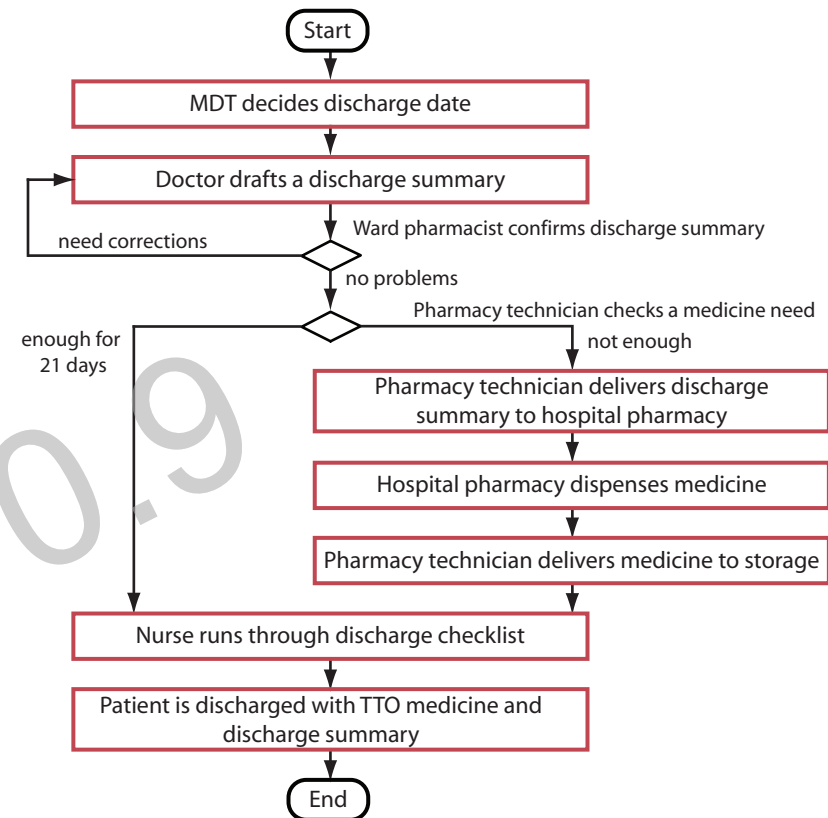 Start
MDT decides discharge date
Doctor drafts a discharge summary
Ward pharmacist confirms discharge summary
need corrections
no problems
Pharmacy technician checks a medicine need
enough for
21 days
not enough
Pharmacy technician delivers discharge
summary to hospital pharmacy
Hospital pharmacy dispenses medicine
Pharmacy technician delivers medicine to storage
Nurse runs through discharge checklist
Patient is discharged with TTO medicine and
discharge summary
End
0.9